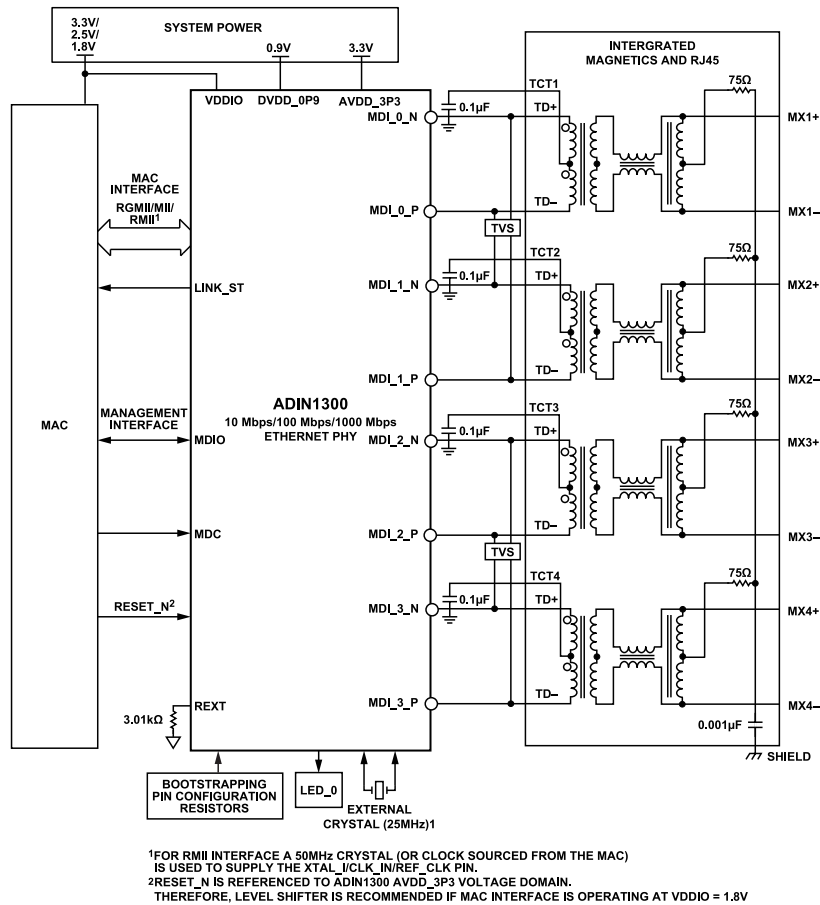 3.3V/
2.5V/
1.8V
SYSTEM POWER
0.9V
3.3V
VDDIO
DVDD_0P9
AVDD_3P3
INTERGRATED
MAGNETICS AND RJ45
TCT1
75Ω
MDI_0_N
0.1µF
TD+
MX1+
MAC
INTERFACE
RGMII/MII/
RMII1
MDI_0_P
TD–
MX1–
TVS
TCT2
75Ω
LINK_ST
MDI_1_N
0.1µF
TD+
MX2+
MDI_1_P
TD–
MX2–
ADIN1300
10 Mbps/100 Mbps/1000 Mbps
ETHERNET PHY
MAC
MANAGEMENT
INTERFACE
MDIO
TCT3
75Ω
MDI_2_N
0.1µF
TD+
MX3+
MDC
MDI_2_P
TD–
MX3–
TVS
TCT4
75Ω
RESET_N2
MDI_3_N
0.1µF
TD+
MX4+
REXT
3.01kΩ
MDI_3_P
TD–
MX4–
0.001µF
SHIELD
BOOTSTRAPPING
PIN CONFIGURATION
RESISTORS
LED_0
EXTERNAL
CRYSTAL (25MHz)1
1FOR RMII INTERFACE A 50MHz CRYSTAL (OR CLOCK SOURCED FROM THE MAC)
IS USED TO SUPPLY THE XTAL_I/CLK_IN/REF_CLK PIN.
2RESET_N IS REFERENCED TO ADIN1300 AVDD_3P3 VOLTAGE DOMAIN.
THEREFORE, LEVEL SHIFTER IS RECOMMENDED IF MAC INTERFACE IS OPERATING AT VDDIO = 1.8V